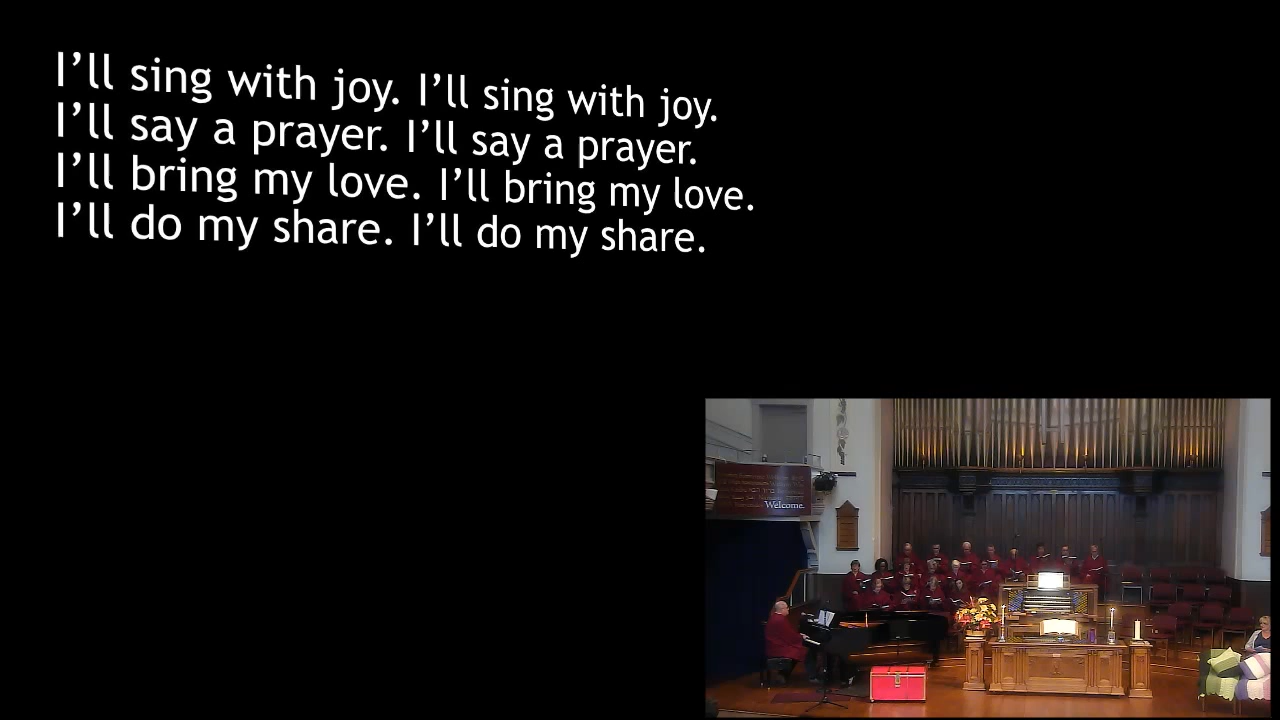 I’ll sing with joy. I’ll sing with joy.
I’ll say a prayer. I’ll say a prayer.
I’ll bring my love. I’ll bring my love.
I’ll do my share. I’ll do my share.
Welcome.